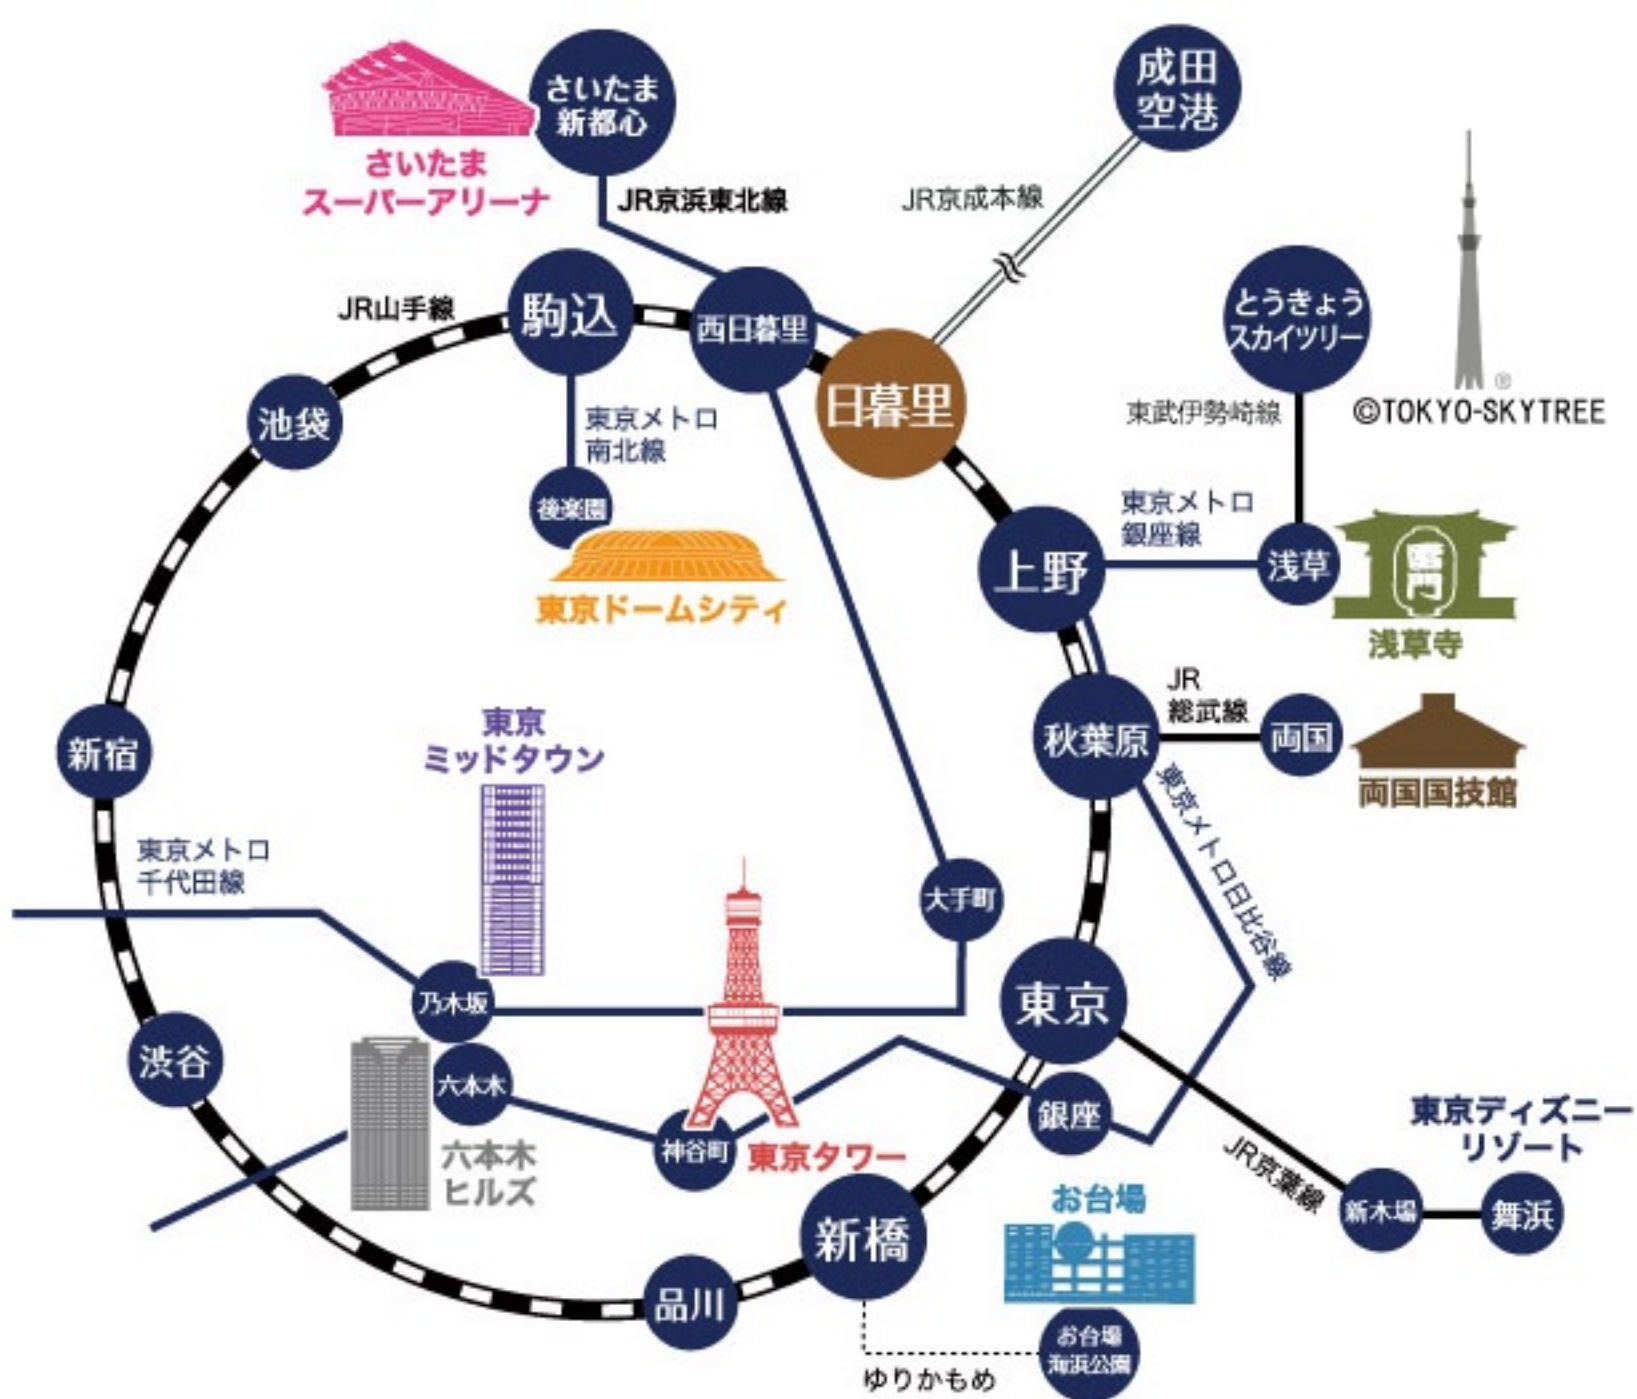 さいたま
新都心
成田
空港
さいたま
スーパーアリーナ
JR京浜東北線
JR京成本線
JR山手線
駒込
西日暮里
日暮里
とうきょう
スカイツリー
®
©TOKYO-SKYTREE
池袋
東京メトロ
南北線
東武伊勢崎線
後楽園
東京メトロ
銀座線
上野
浅草
雷門
東京ドームシティ
浅草寺
JR
総武線
秋葉原
両国
両国国技館
新宿
東京
ミッドタウン
東京メトロ日比谷線
東京メトロ
千代田線
大手町
乃木坂
東京
渋谷
六本木
銀座
神谷町
東京タワー
六本木
ヒルズ
東京ディズニー
リゾート
JR京葉線
新木場
舞浜
お台場
新橋
品川
お台場
海浜公園
ゆりかもめ